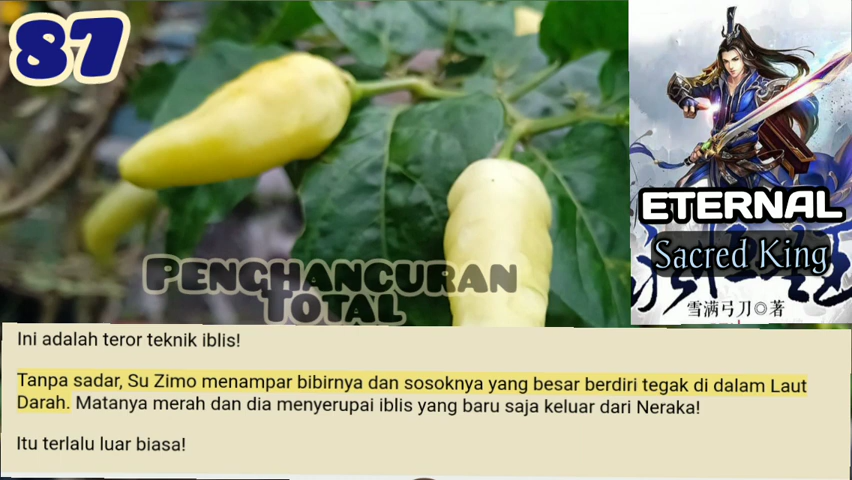 87
ETERNAL
Sacred King
雪满弓刀◎著
PENGHANCURAN
TOTAL
Ini adalah teror teknik iblis!
Tanpa sadar, Su Zimo menampar bibirnya dan sosoknya yang besar berdiri tegak di dalam Laut
Darah. Matanya merah dan dia menyerupai iblis yang baru saja keluar dari Neraka!
Itu terlalu luar biasa!